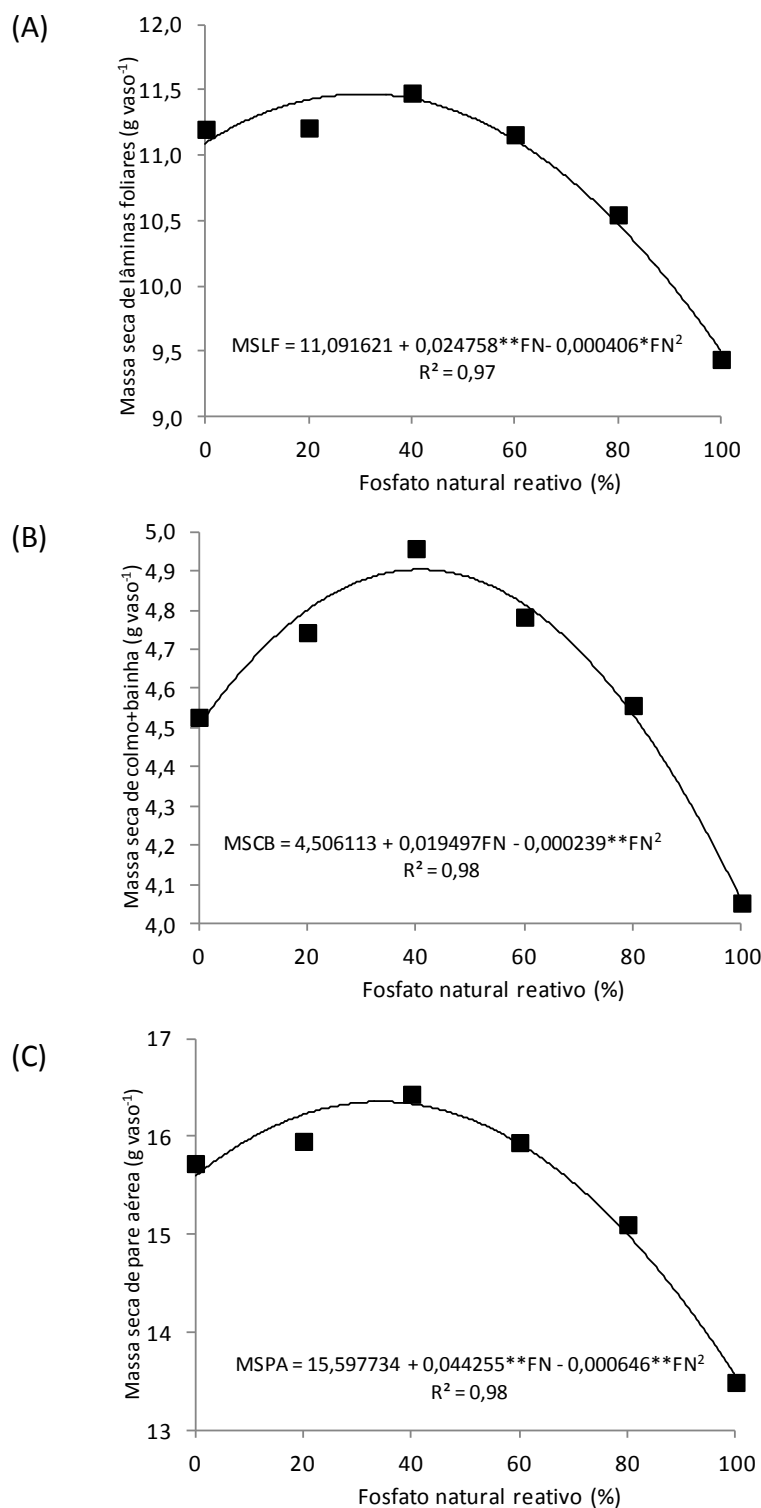 (A)
Massa seca de lâminas foliares (g vaso⁻¹)
12,0
11,5
11,0
10,5
10,0
9,5
9,0
MSLF = 11,091621 + 0,024758**FN- 0,000406*FN²
R² = 0,97
0 20 40 60 80 100
Fosfato natural reativo (%)
(B)
Massa seca de colmo+bainha (g vaso⁻¹)
5,0
4,9
4,8
4,7
4,6
4,5
4,4
4,3
4,2
4,1
4,0
MSCB = 4,506113 + 0,019497FN - 0,000239**FN²
R² = 0,98
0 20 40 60 80 100
Fosfato natural reativo (%)
(C)
Massa seca de pare aérea (g vaso⁻¹)
17
16
15
14
13
MSPA = 15,597734 + 0,044255**FN - 0,000646**FN²
R² = 0,98
0 20 40 60 80 100
Fosfato natural reativo (%)